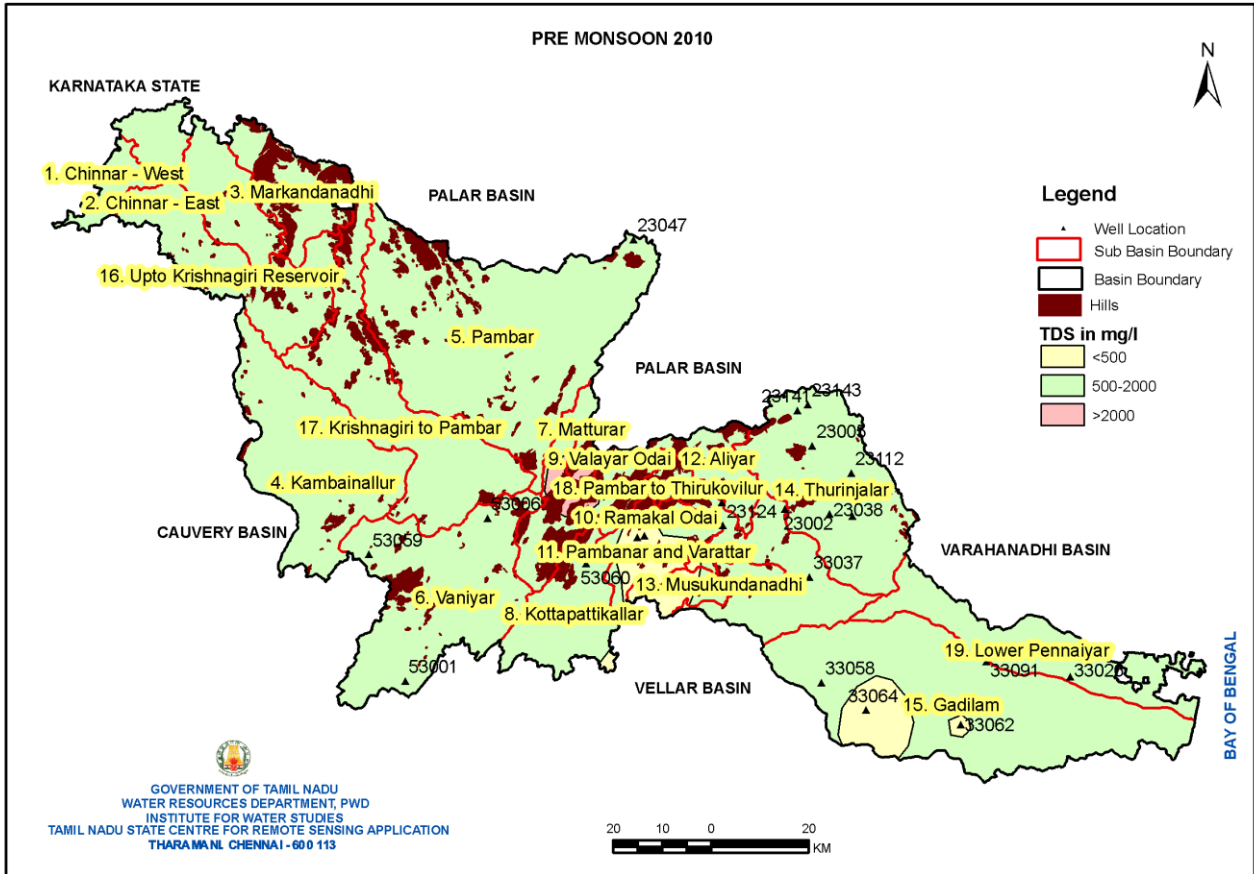 PRE MONSOON 2010
N
KARNATAKA STATE
1. Chinnar - West
2. Chinnar - East
3. Markandanadhi
PALAR BASIN
23047
16. Upto Krishnagiri Reservoir
5. Pambar
Legend
Well Location
Sub Basin Boundary
Basin Boundary
Hills
TDS in mg/l
<500
500-2000
>2000
PALAR BASIN
23141
23143
17. Krishnagiri to Pambar
7. Matturar
23005
9. Valayar Odai
12. Aliyar
23112
4. Kambainallur
18. Pambar to Thirukovilur
14. Thurinjalar
53006
10. Ramakal Odai
23124
23002
23038
CAUVERY BASIN
53059
11. Pambanar and Varattar
VARAHANADHI BASIN
53060
13. Musukundanadhi
33037
6. Vaniyar
8. Kottapattikallar
19. Lower Pennaiyar
33091
53001
VELLAR BASIN
33058
33064
15. Gadilam
33062
BAY OF BENGAL
GOVERNMENT OF TAMIL NADU
WATER RESOURCES DEPARTMENT, PWD
INSTITUTE FOR WATER STUDIES
TAMIL NADU STATE CENTRE FOR REMOTE SENSING APPLICATION
THARAMANI, CHENNAI - 600 113
20 10 0 20
KM